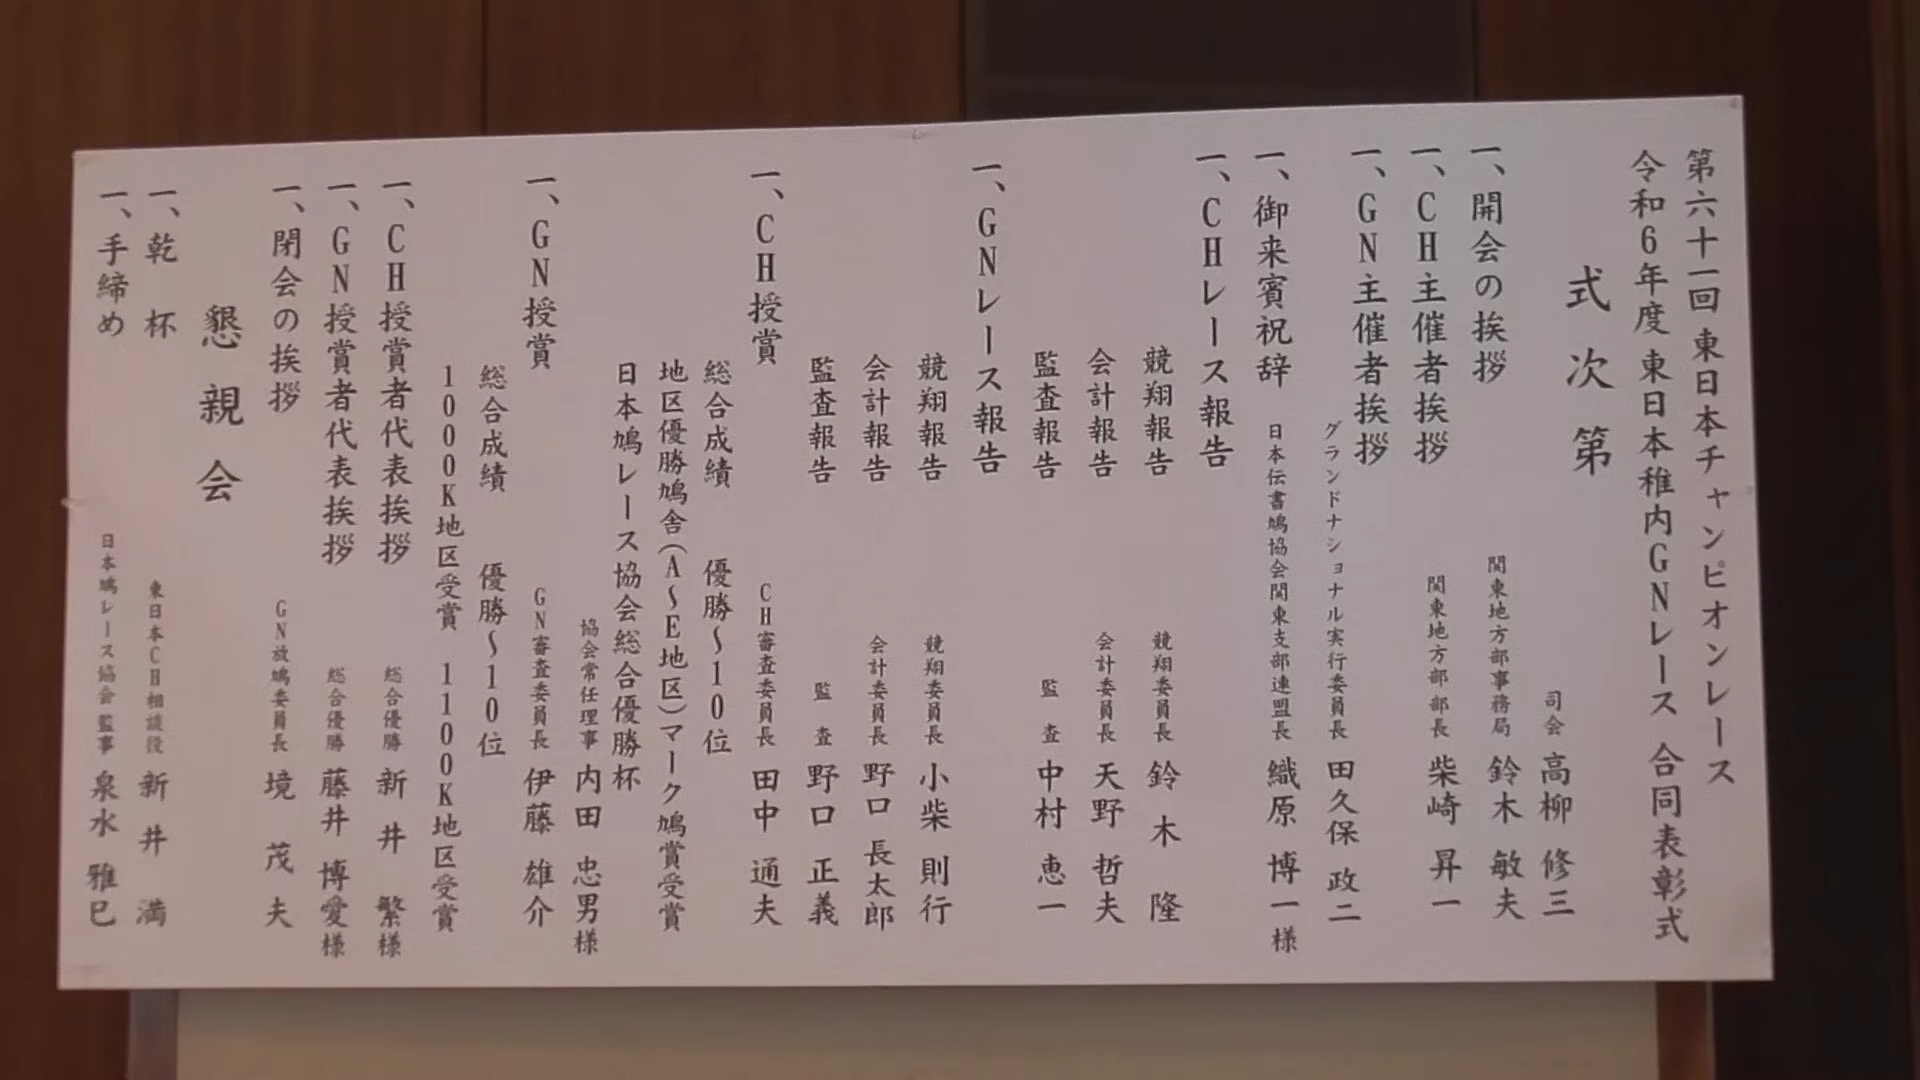 第六十一回 東日本チャンピオンレース
令和6年度 東日本稚内GNレース 合同表彰式
式次第
司会 高柳 修三
一、開会の挨拶 関東地方部事務局 鈴木 敏夫
一、CH主催者挨拶 関東地方部部長 柴崎 昇一
一、GN主催者挨拶 グランドナショナル実行委員長 田久保 政二
一、御来賓祝辞 日本伝書鳩協会関東支部連盟長 織原 博一様
一、CHレース報告
競翔報告 競翔委員長 鈴木 隆
会計報告 会計委員長 天野 哲夫
監査報告 監査 中村 恵一
一、GNレース報告
競翔報告 競翔委員長 小柴 則行
会計報告 会計委員長 野口 長太郎
監査報告 監査 野口 正義
一、CH授賞 CH審査委員長 田中 通夫
総合成績 優勝～10位
地区優勝鳩舎(A～E地区)マーク鳩賞受賞
日本鳩レース協会総合優勝杯
協会常任理事 内田 忠男様
一、GN授賞 GN審査委員長 伊藤 雄介
総合成績 優勝～10位
1000K地区受賞 1100K地区受賞
一、CH授賞者代表挨拶 総合優勝 新井 繁様
一、GN授賞者代表挨拶 総合優勝 藤井 博愛様
一、閉会の挨拶 GN放鳩委員長 境 茂夫
懇親会
一、乾杯 東日本CH相談役 新井 満
一、手締め 日本鳩レース協会 監事 泉水 雅巳